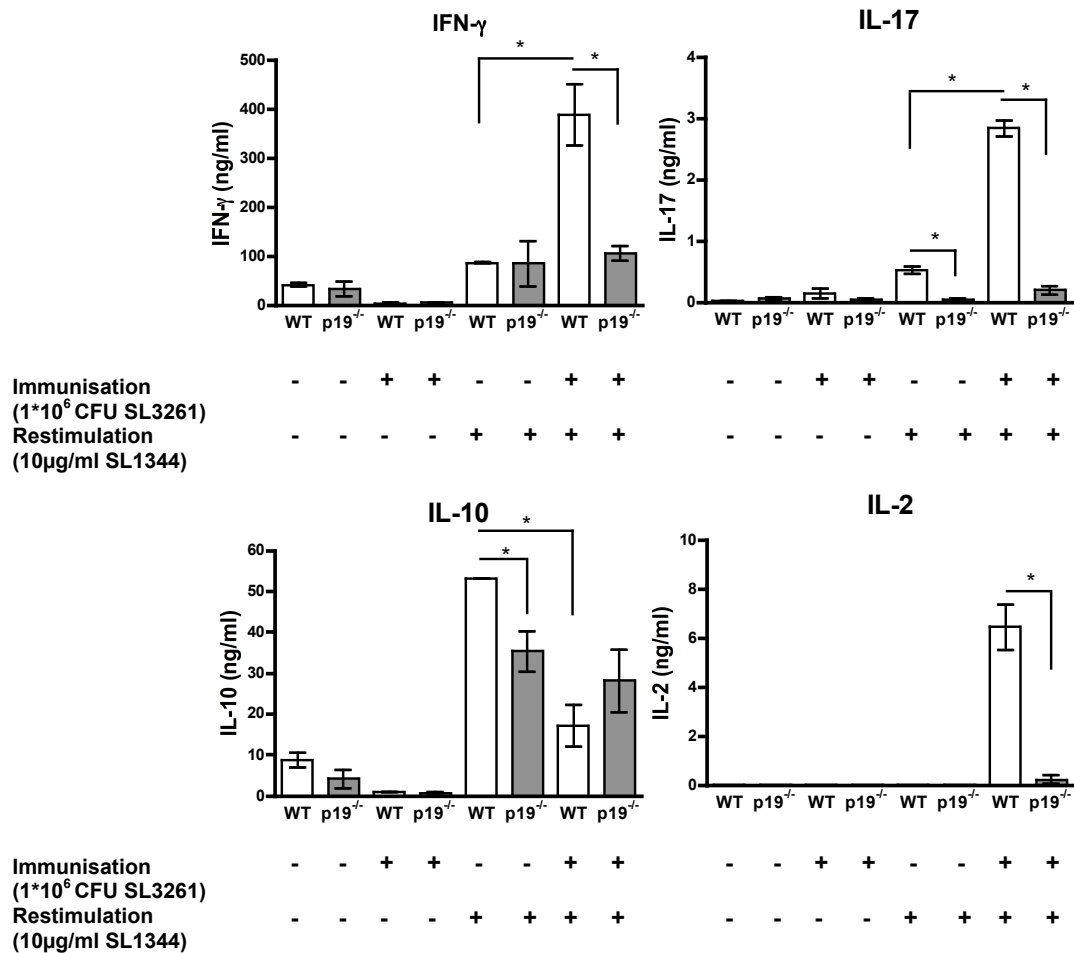 IFN-γ
IL-17
*
*
*
*
*
500
400
300
200
100
0
IFN-γ (ng/ml)
4
3
2
1
0
IL-17 (ng/ml)
WT p19-/- WT p19-/- WT p19-/- WT p19-/-
WT p19-/- WT p19-/- WT p19-/- WT p19-/-
Immunisation - - + + - - + + - - + + - - + +
(1*10⁶ CFU SL3261)
Restimulation - - - - + + + + - - - - + + + +
(10µg/ml SL1344)
IL-10
IL-2
*
*
*
60
50
40
30
20
10
0
IL-10 (ng/ml)
10
8
6
4
2
0
IL-2 (ng/ml)
WT p19-/- WT p19-/- WT p19-/- WT p19-/-
WT p19-/- WT p19-/- WT p19-/- WT p19-/-
Immunisation - - + + - - + + - - + + - - + +
(1*10⁶ CFU SL3261)
Restimulation - - - - + + + + - - - - + + + +
(10µg/ml SL1344)